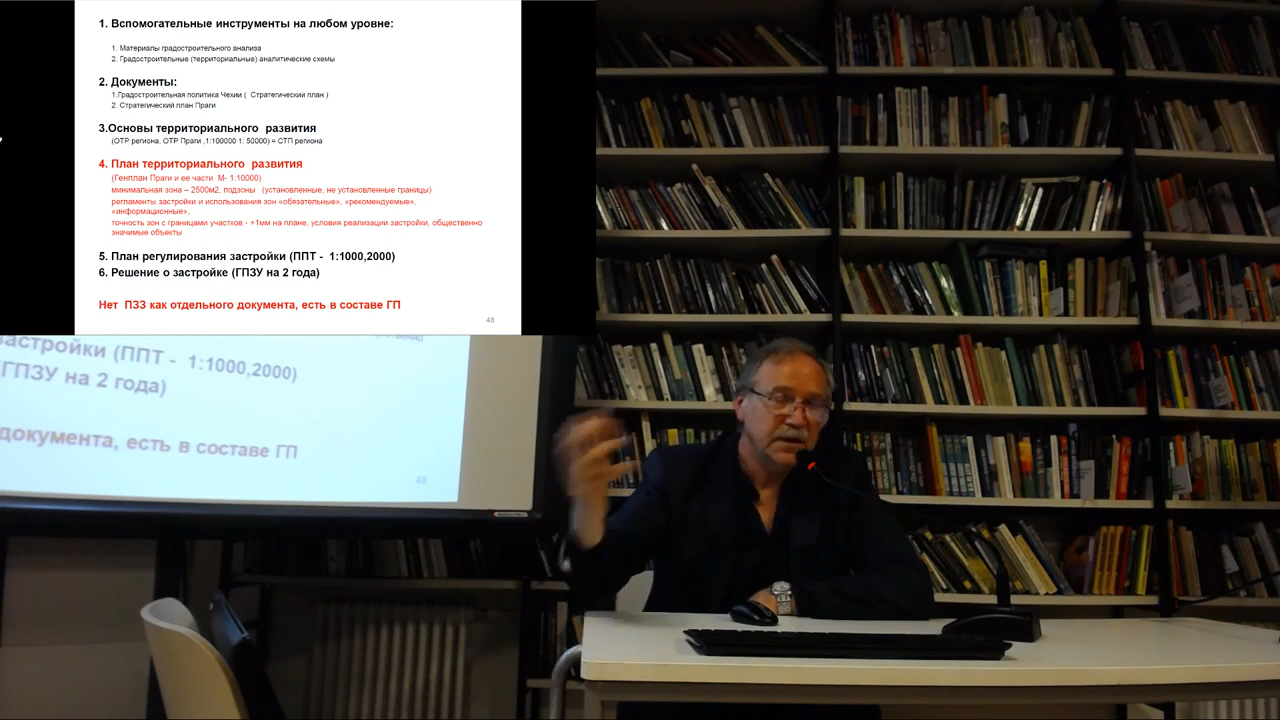 1. Вспомогательные инструменты на любом уровне:
1. Материалы градостроительного анализа
2. Градостроительные (территориальные) аналитические схемы
2. Документы:
1.Градостроительная политика Чехии ( Стратегический план )
2. Стратегический план Праги
3.Основы территориального развития
(ОТР региона, ОТР Праги ,1:100000 1: 50000) = СТП региона
4. План территориального развития
(Генплан Праги и ее части М- 1:10000)
минимальная зона – 2500м2, подзоны (установленные, не установленные границы)
регламенты застройки и использования зон «обязательные», «рекомендуемые»,
«информационные»,
точность зон с границами участков - +1мм на плане, условия реализации застройки, общественно
значимые объекты
5. План регулирования застройки (ППТ - 1:1000,2000)
6. Решение о застройке (ГПЗУ на 2 года)
Нет ПЗЗ как отдельного документа, есть в составе ГП
48
застройки (ППТ - 1:1000,2000)
ГПЗУ на 2 года)
документа, есть в составе ГП
48